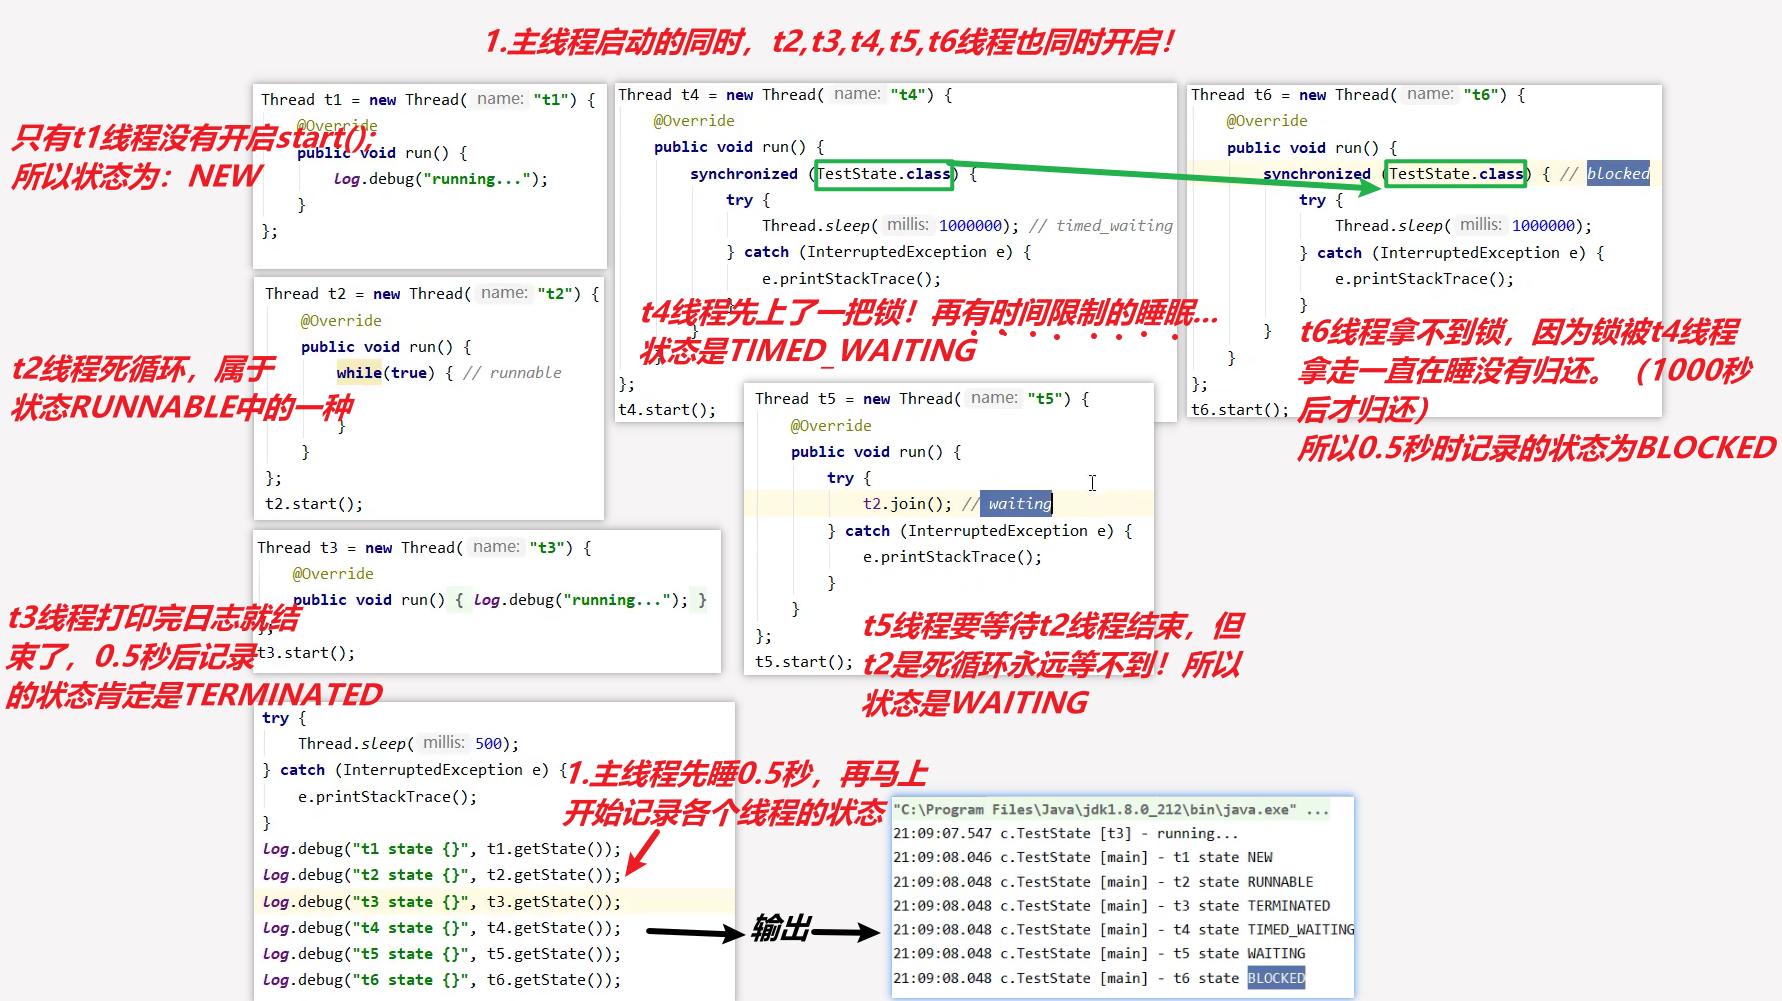 1.主线程启动的同时，t2,t3,t4,t5,t6线程也同时开启！
只有t1线程没有开启start();
所以状态为：NEW
Thread t1 = new Thread( name: "t1") {
@Override
public void run() {
log.debug("running...");
}
};
t2线程死循环，属于
状态RUNNABLE中的一种
Thread t2 = new Thread( name: "t2") {
@Override
public void run() {
while(true) { // runnable
}
}
};
t2.start();
t3线程打印完日志就结
束了，0.5秒后记录
的状态肯定是TERMINATED
Thread t3 = new Thread( name: "t3") {
@Override
public void run() { log.debug("running..."); }
};
t3.start();
Thread t4 = new Thread( name: "t4") {
@Override
public void run() {
synchronized (TestState.class) {
try {
Thread.sleep( millis: 1000000); // timed_waiting
} catch (InterruptedException e) {
e.printStackTrace();
}
}
};
t4.start();
t4线程先上了一把锁！再有时间限制的睡眠...
状态是TIMED_WAITING
Thread t5 = new Thread( name: "t5") {
@Override
public void run() {
try {
t2.join(); // waiting
} catch (InterruptedException e) {
e.printStackTrace();
}
}
};
t5.start();
t5线程要等待t2线程结束，但
t2是死循环永远等不到！所以
状态是WAITING
Thread t6 = new Thread( name: "t6") {
@Override
public void run() {
synchronized (TestState.class) { // blocked
try {
Thread.sleep( millis: 1000000);
} catch (InterruptedException e) {
e.printStackTrace();
}
}
}
};
t6.start();
t6线程拿不到锁，因为锁被t4线程
拿走一直在睡没有归还。（1000秒
后才归还）
所以0.5秒时记录的状态为BLOCKED
try {
Thread.sleep( millis: 500);
} catch (InterruptedException e) {
e.printStackTrace();
}
log.debug("t1 state {}", t1.getState());
log.debug("t2 state {}", t2.getState());
log.debug("t3 state {}", t3.getState());
log.debug("t4 state {}", t4.getState());
log.debug("t5 state {}", t5.getState());
log.debug("t6 state {}", t6.getState());
1.主线程先睡0.5秒，再马上
开始记录各个线程的状态
输出
"C:\Program Files\Java\jdk1.8.0_212\bin\java.exe" ...
21:09:07.547 c.TestState [t3] - running...
21:09:08.046 c.TestState [main] - t1 state NEW
21:09:08.048 c.TestState [main] - t2 state RUNNABLE
21:09:08.048 c.TestState [main] - t3 state TERMINATED
21:09:08.048 c.TestState [main] - t4 state TIMED_WAITING
21:09:08.048 c.TestState [main] - t5 state WAITING
21:09:08.048 c.TestState [main] - t6 state BLOCKED